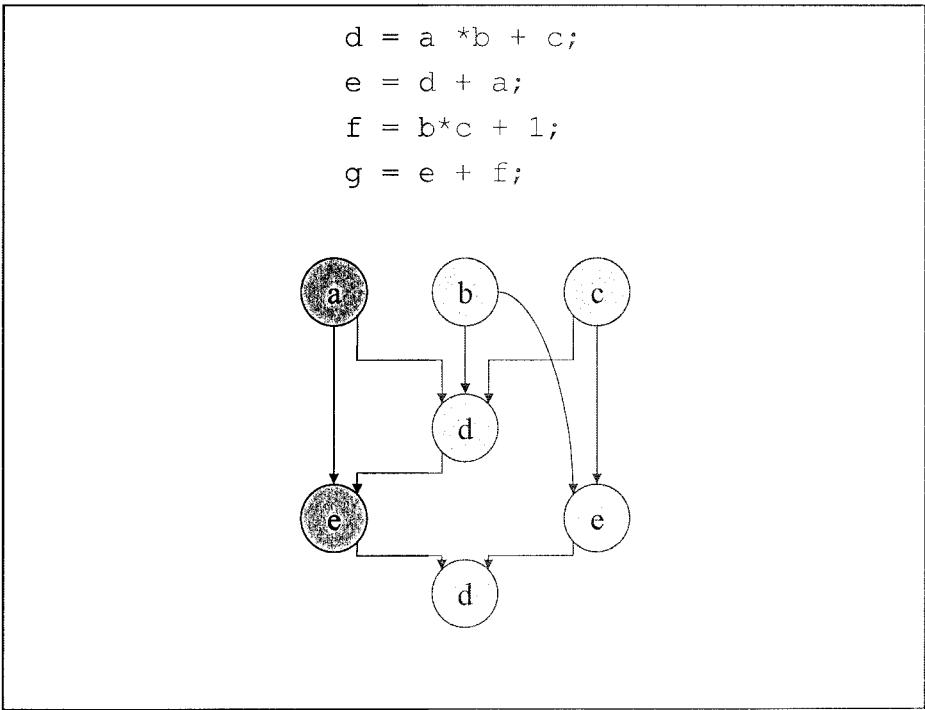 d = a *b + c;
e = d + a;
f = b*c + 1;
g = e + f;
a b c
d
e e
d